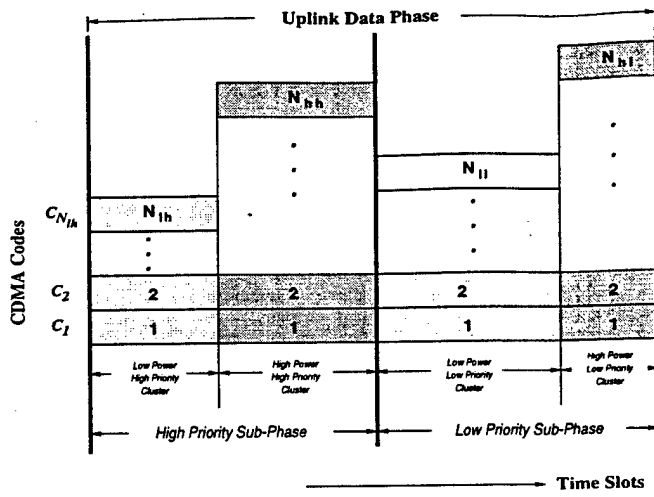 Uplink Data Phase
N_hl
N_hh
N_ll
C_{N_lh}
N_lh
CDMA Codes
C_2 2 2 2 2
C_1 1 1 1 1
Low Power High Power Low Power High Power
High Priority High Priority Low Priority Low Priority
Cluster Cluster Cluster Cluster
High Priority Sub-Phase Low Priority Sub-Phase
Time Slots